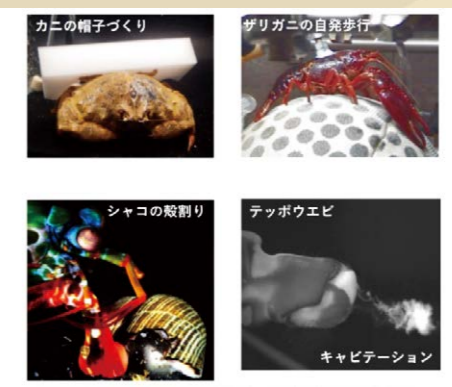 カニの帽子づくり
ザリガニの自発歩行
シャコの殻割り
テッポウエビ
キャビテーション